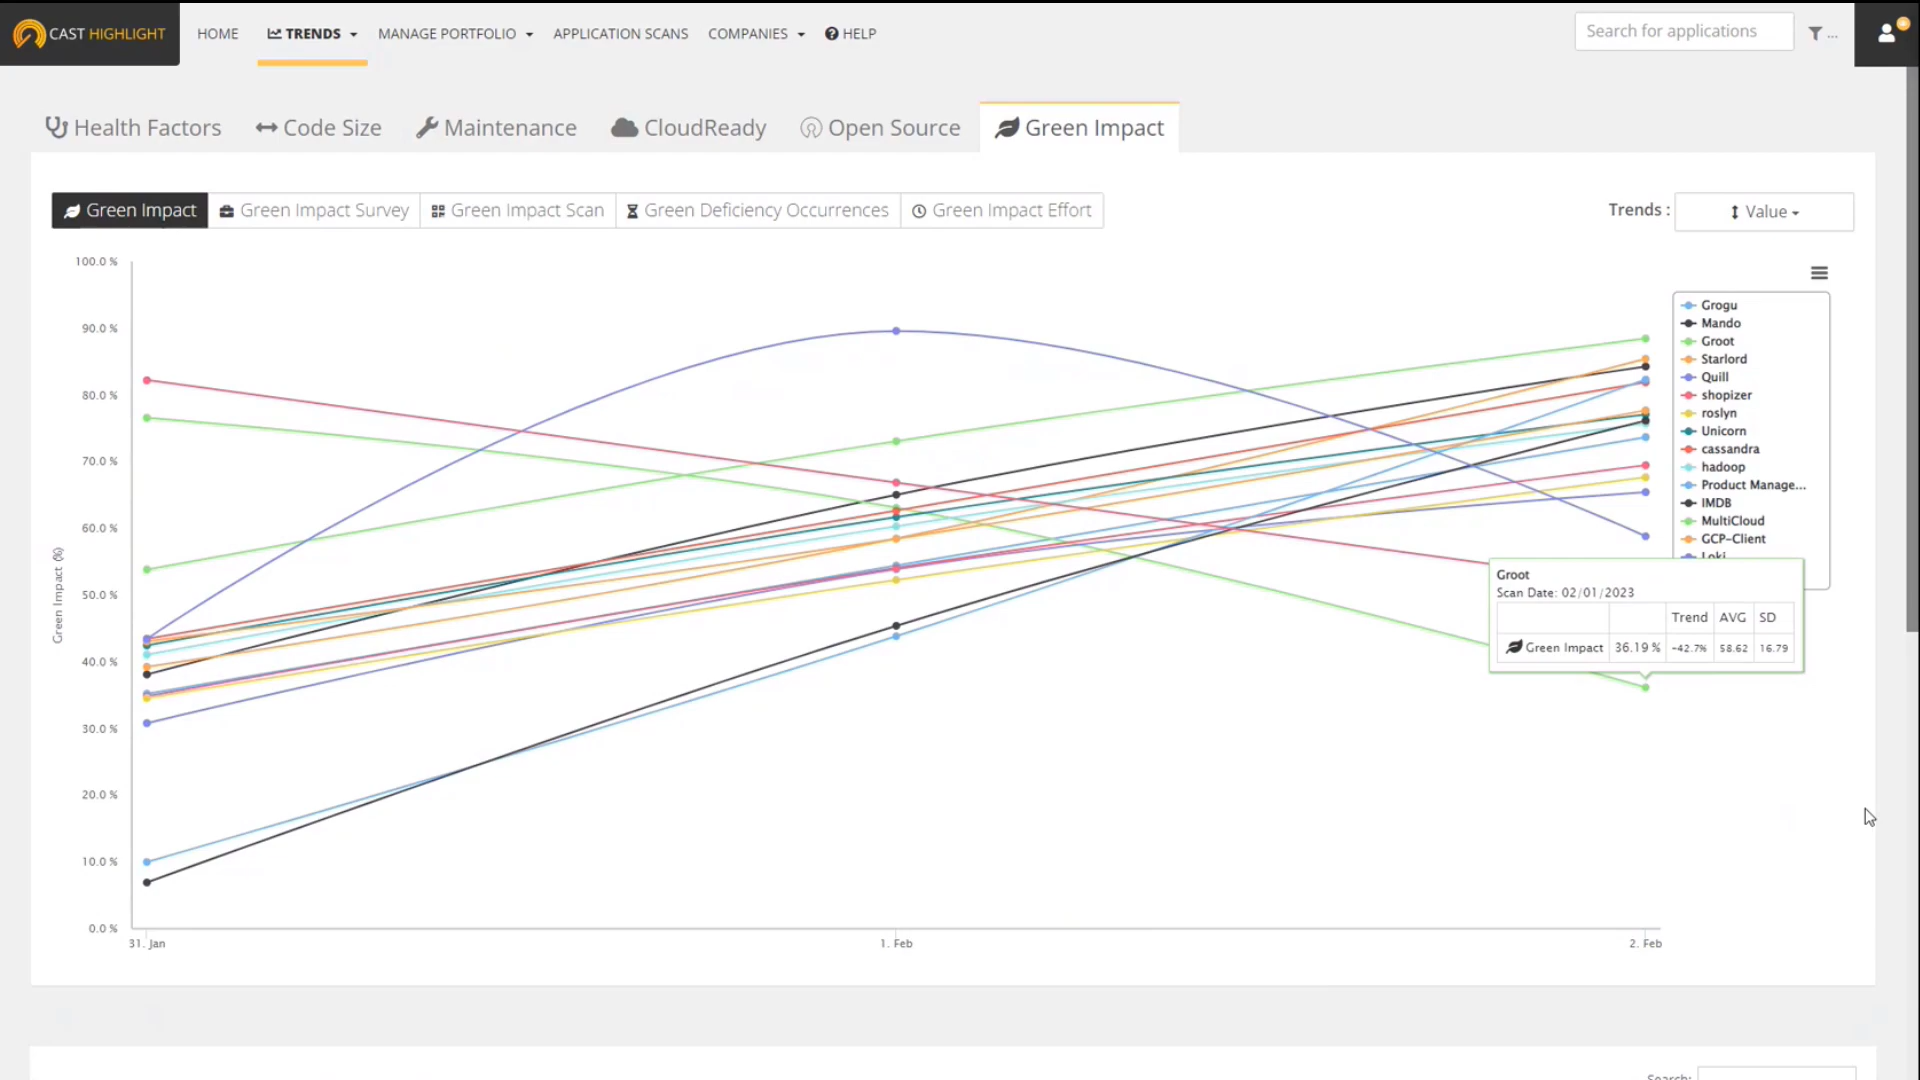 CAST HIGHLIGHT HOME TRENDS MANAGE PORTFOLIO APPLICATION SCANS COMPANIES HELP Search for applications ...
Health Factors Code Size Maintenance CloudReady Open Source Green Impact
Green Impact Green Impact Survey Green Impact Scan Green Deficiency Occurrences Green Impact Effort Trends : Value
100.0 %
90.0 %
80.0 %
70.0 %
60.0 %
50.0 %
40.0 %
30.0 %
20.0 %
10.0 %
0.0 %
Green Impact (%)
31. Jan 1. Feb 2. Feb
Grogu
Mando
Groot
Starlord
Quill
shopizer
roslyn
Unicorn
cassandra
hadoop
Product Manage...
IMDB
MultiCloud
GCP-Client
Loki
Groot
Scan Date: 02/01/2023
Trend AVG SD
Green Impact 36.19 % -42.7% 58.62 16.79
Search: